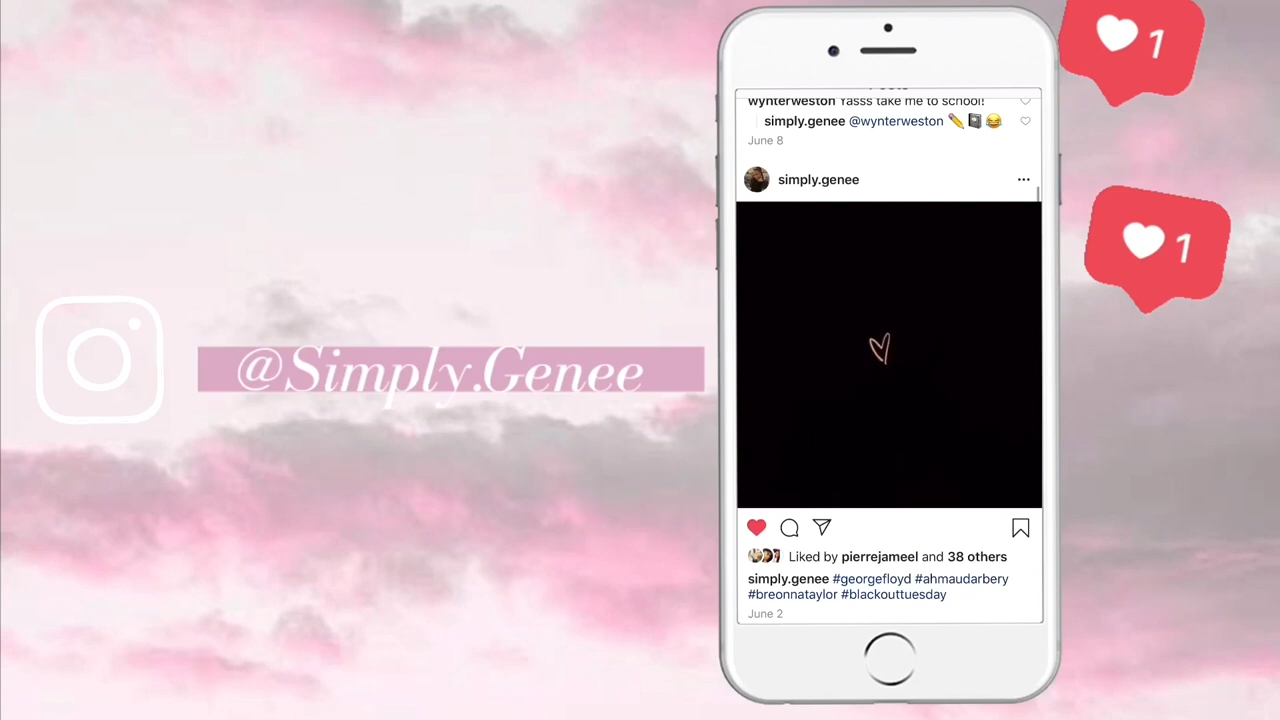 @Simply.Genee
wynterweston Yasss take me to school!
simply.genee @wynterweston ✏️📓😂
June 8
simply.genee
Liked by pierrejameel and 38 others
simply.genee #georgefloyd #ahmaudarbery
#breonnataylor #blackouttuesday
June 2
1
1